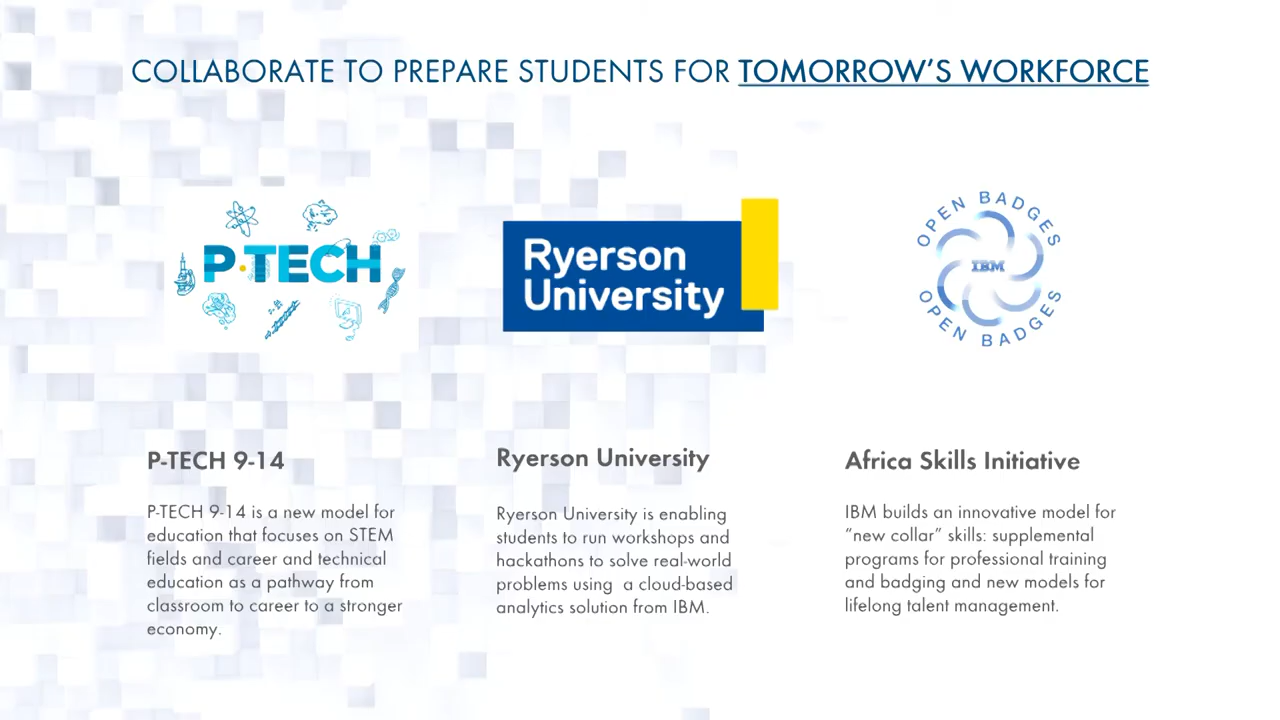 COLLABORATE TO PREPARE STUDENTS FOR TOMORROW'S WORKFORCE
P·TECH
Ryerson
University
OPEN BADGES
IBM
OPEN BADGES
P-TECH 9-14
P-TECH 9-14 is a new model for
education that focuses on STEM
fields and career and technical
education as a pathway from
classroom to career to a stronger
economy.
Ryerson University
Ryerson University is enabling
students to run workshops and
hackathons to solve real-world
problems using  a cloud-based
analytics solution from IBM.
Africa Skills Initiative
IBM builds an innovative model for
“new collar” skills: supplemental
programs for professional training
and badging and new models for
lifelong talent management.